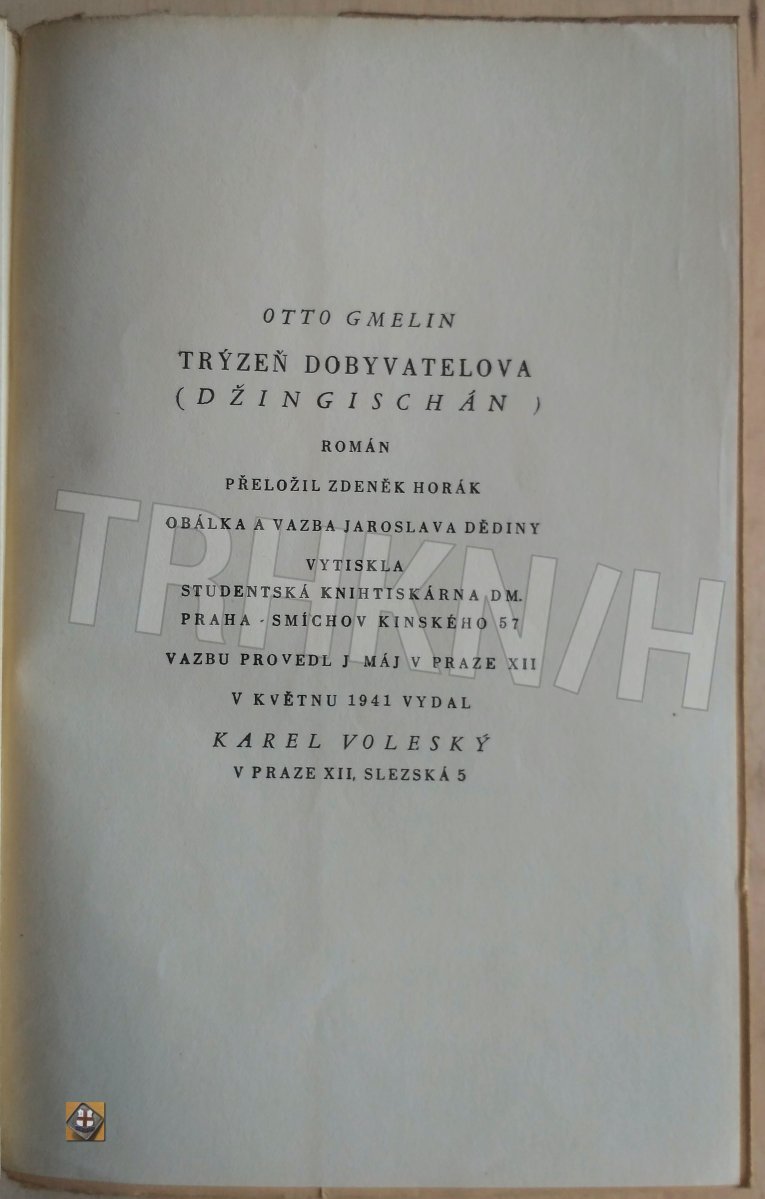 OTTO GMELIN
TRÝZEŇ DOBYVATELOVA
(DŽINGISCHÁN)
ROMÁN
PŘELOŽIL ZDENĚK HORÁK
OBÁLKA A VAZBA JAROSLAVA DĚDINY
VYTISKLA
STUDENTSKÁ KNIHTISKÁRNA DM.
PRAHA - SMÍCHOV KINSKÉHO 57
VAZBU PROVEDL J MÁJ V PRAZE XII
V KVĚTNU 1941 VYDAL
KAREL VOLESKÝ
V PRAZE XII, SLEZSKÁ 5
TRHKN/H